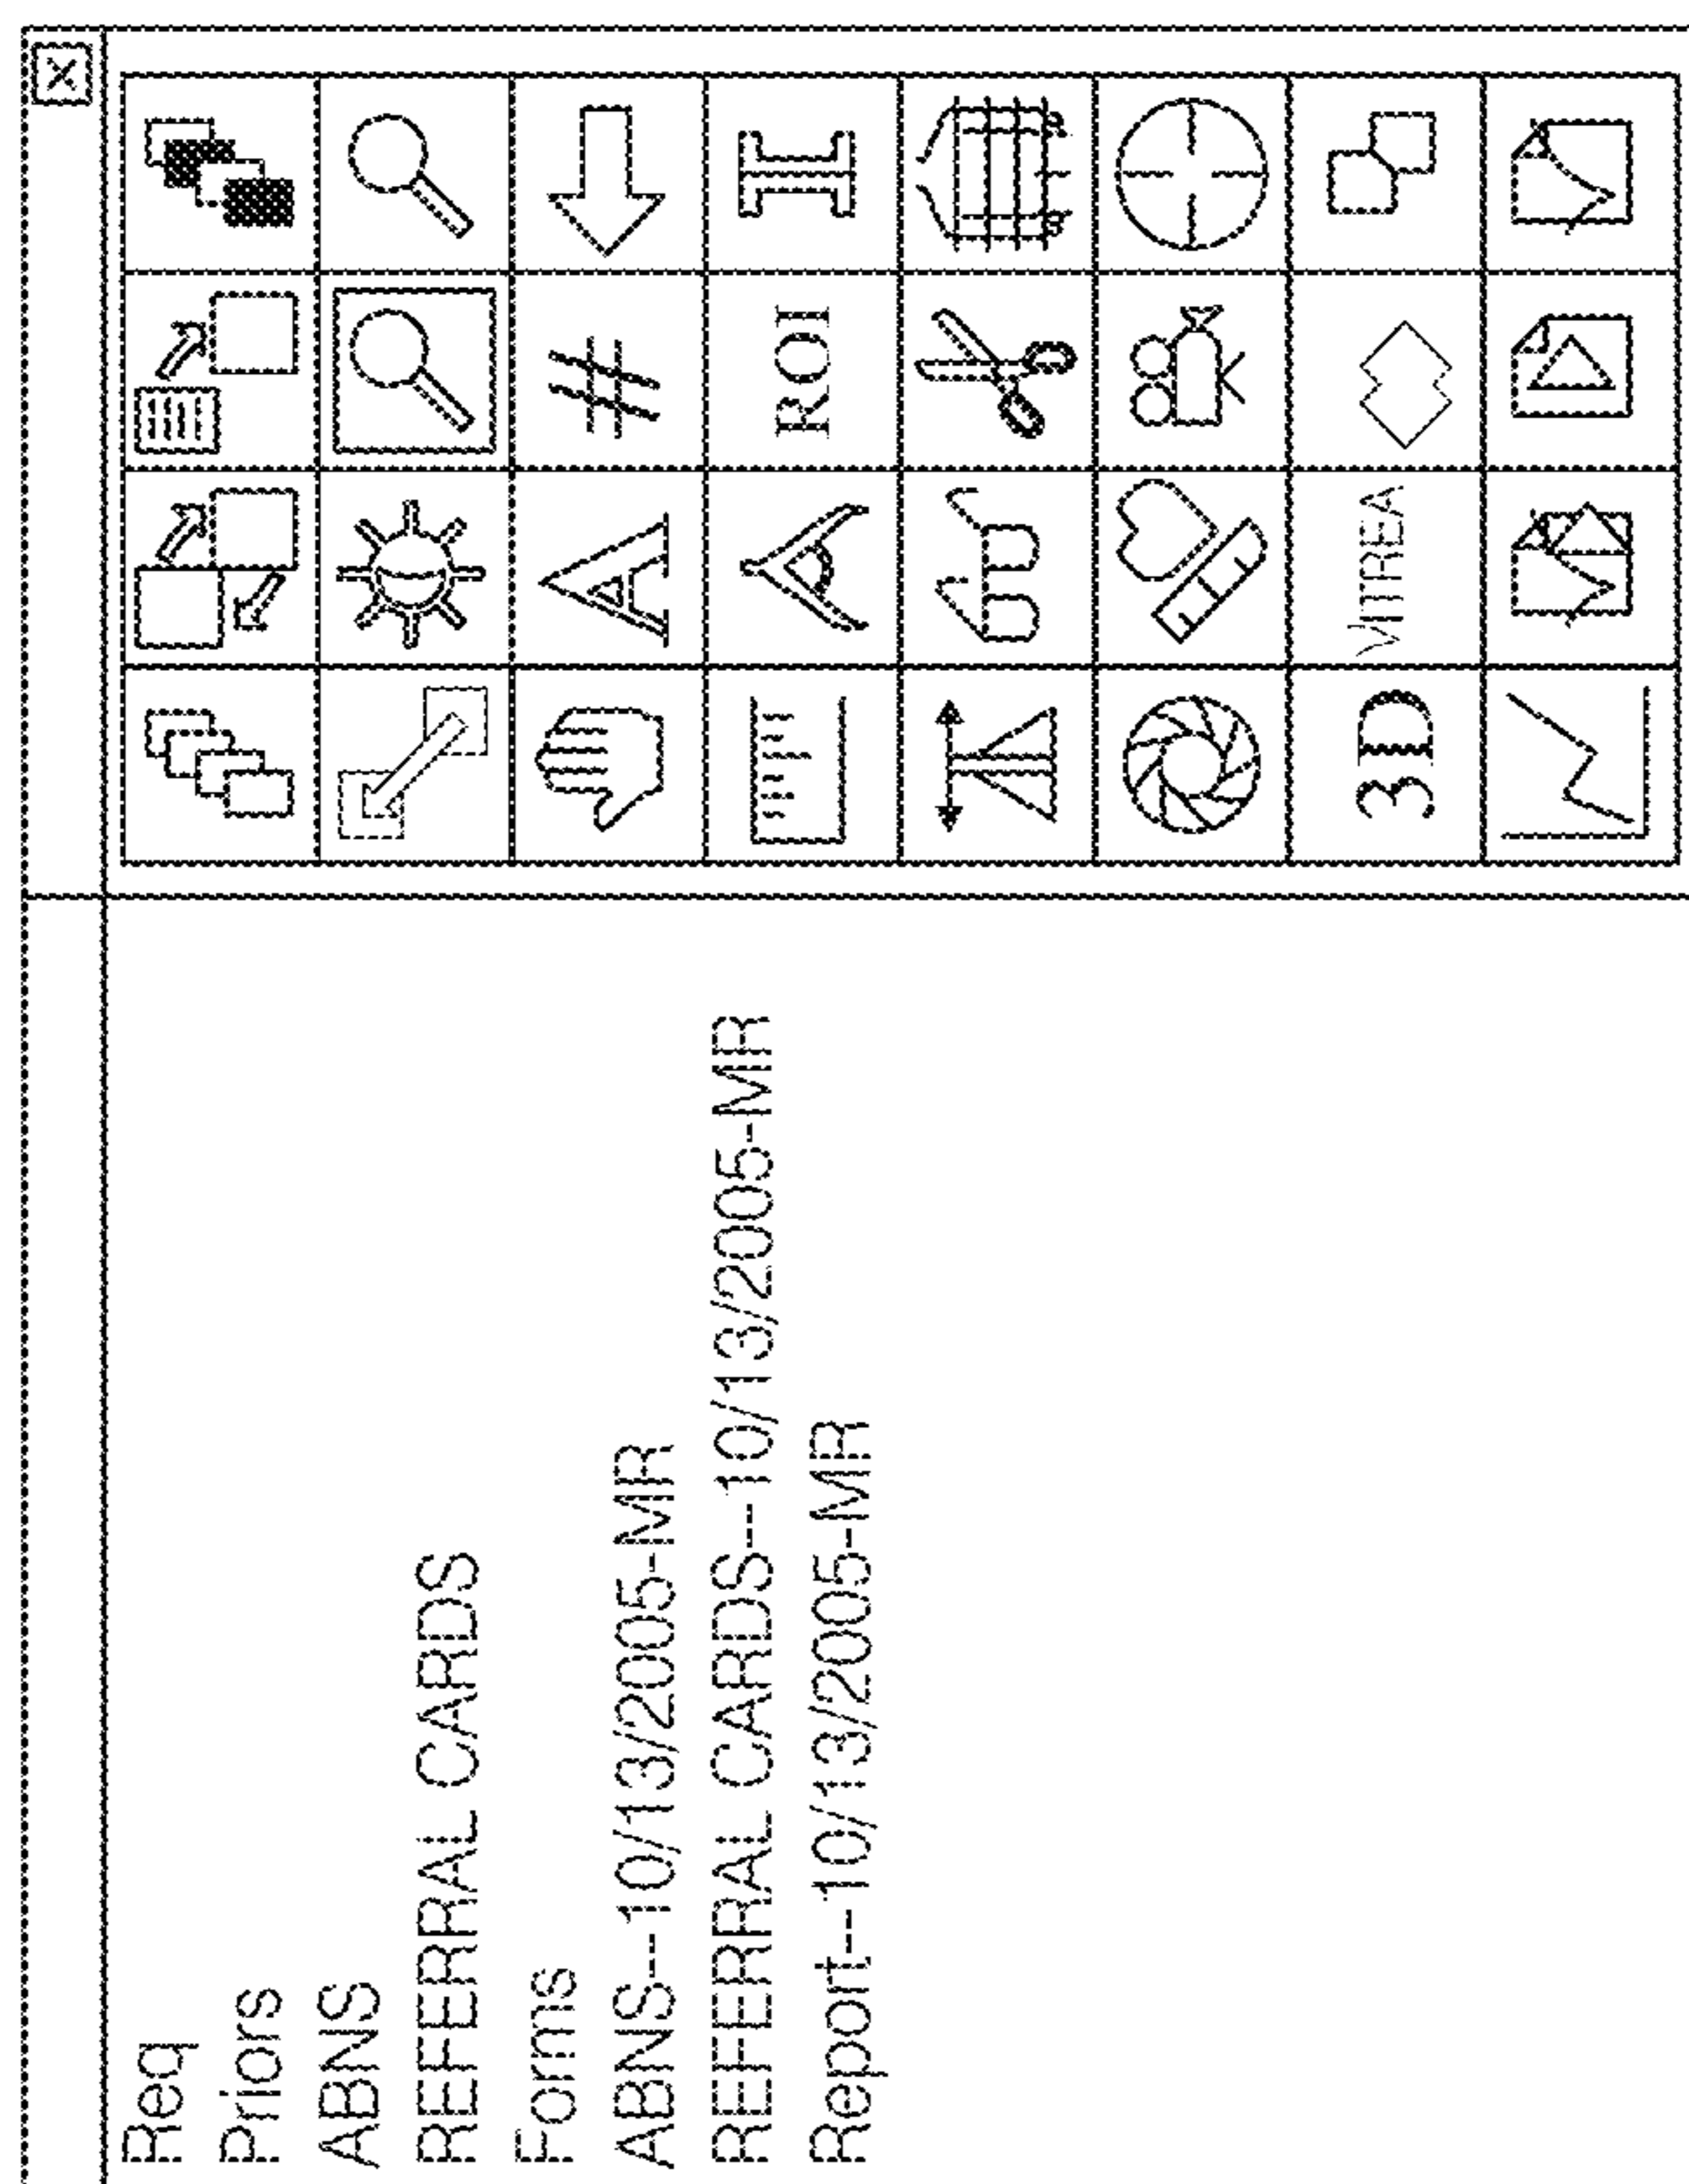 Req
Priors
ABNS
REFERRAL CARDS
Forms
ABNS--10/13/2005-MR
REFERRAL CARDS--10/13/2005-MR
Report--10/13/2005-MR
X
A #
ROI I
3D VITREA